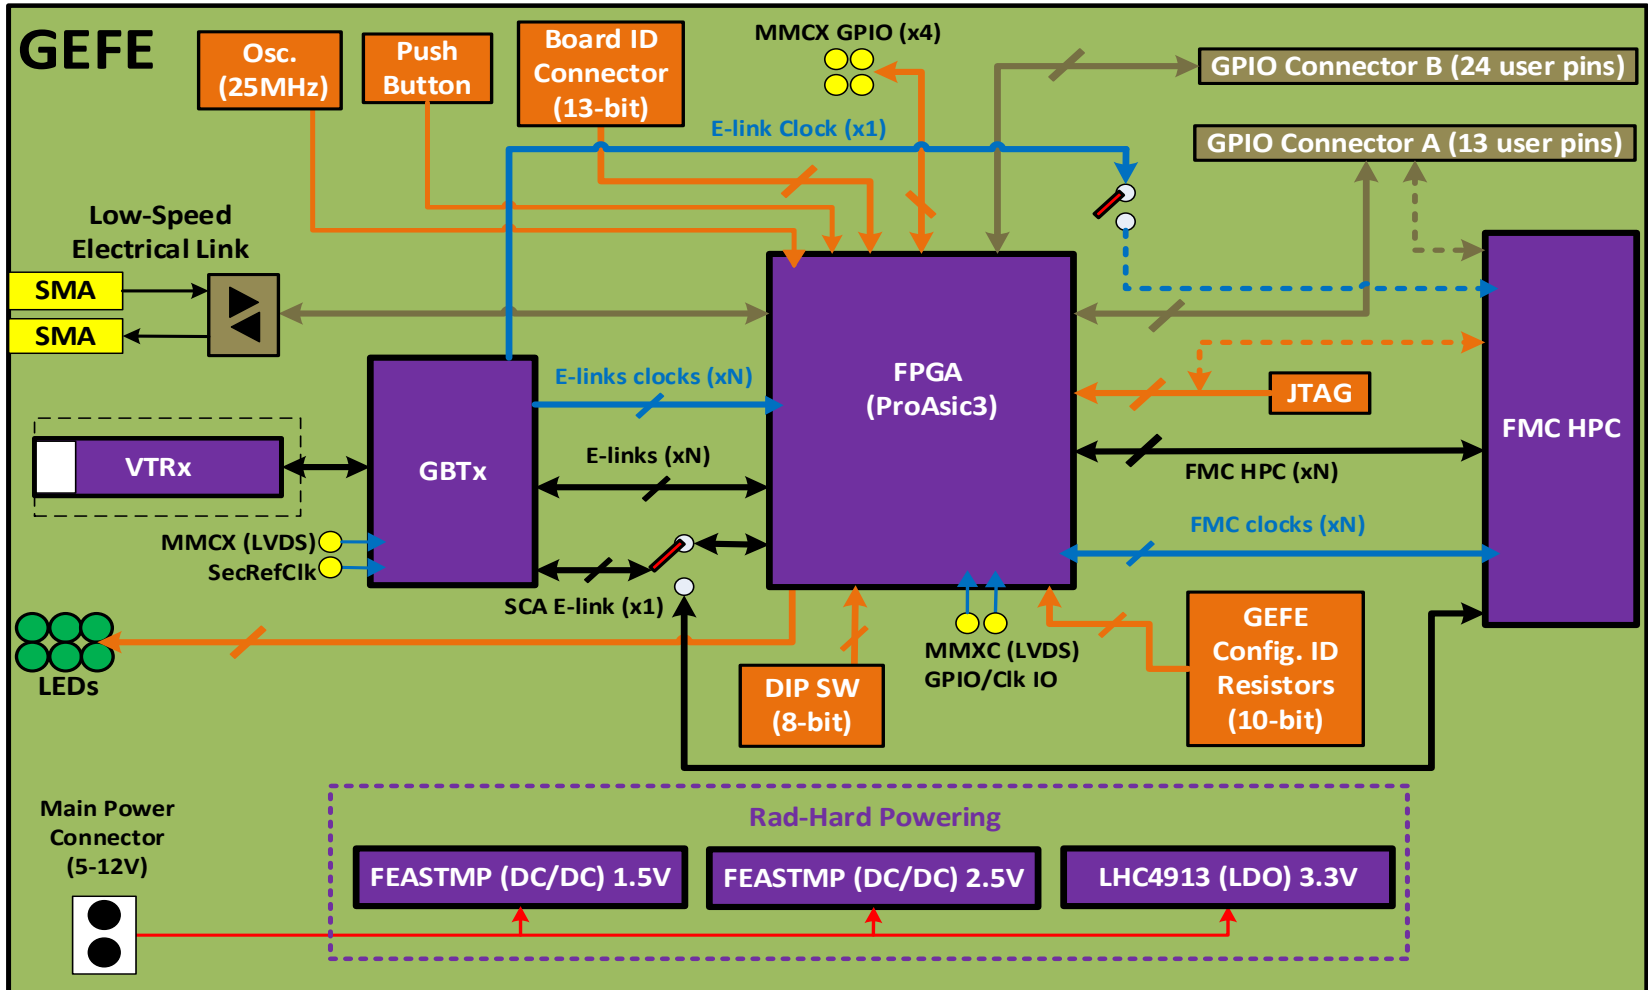 GEFE
Osc.
(25MHz)
Push
Button
Board ID
Connector
(13-bit)
MMCX GPIO (x4)
GPIO Connector B (24 user pins)
E-link Clock (x1)
GPIO Connector A (13 user pins)
Low-Speed
Electrical Link
SMA
SMA
FPGA
(ProAsic3)
E-links clocks (xN)
JTAG
FMC HPC
VTRx
GBTx
E-links (xN)
FMC HPC (xN)
FMC clocks (xN)
MMCX (LVDS)
SecRefClk
SCA E-link (x1)
LEDs
DIP SW
(8-bit)
MMXC (LVDS)
GPIO/Clk IO
GEFE
Config. ID
Resistors
(10-bit)
Main Power
Connector
(5-12V)
Rad-Hard Powering
FEASTMP (DC/DC) 1.5V
FEASTMP (DC/DC) 2.5V
LHC4913 (LDO) 3.3V